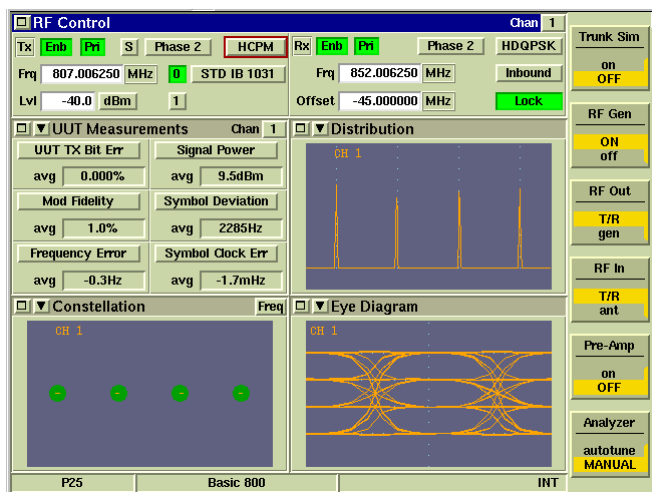 RF Control Chan 1
Tx Enb Pri S Phase 2 HCPM Rx Enb Pri Phase 2 HDQPSK
Frq 807.006250 MHz 0 STD IB 1031 Frq 852.006250 MHz Inbound
Lvl -40.0 dBm 1 Offset -45.000000 MHz Lock
UUT Measurements Chan 1
UUT TX Bit Err Signal Power
avg 0.000% avg 9.5dBm
Mod Fidelity Symbol Deviation
avg 1.0% avg 2285Hz
Frequency Error Symbol Clock Err
avg -0.3Hz avg -1.7mHz
Distribution
CH 1
Constellation Freq
CH 1
Eye Diagram
CH 1
Trunk Sim
on
OFF
RF Gen
ON
off
RF Out
T/R
gen
RF In
T/R
ant
Pre-Amp
on
OFF
Analyzer
autotune
MANUAL
P25 Basic 800 INT